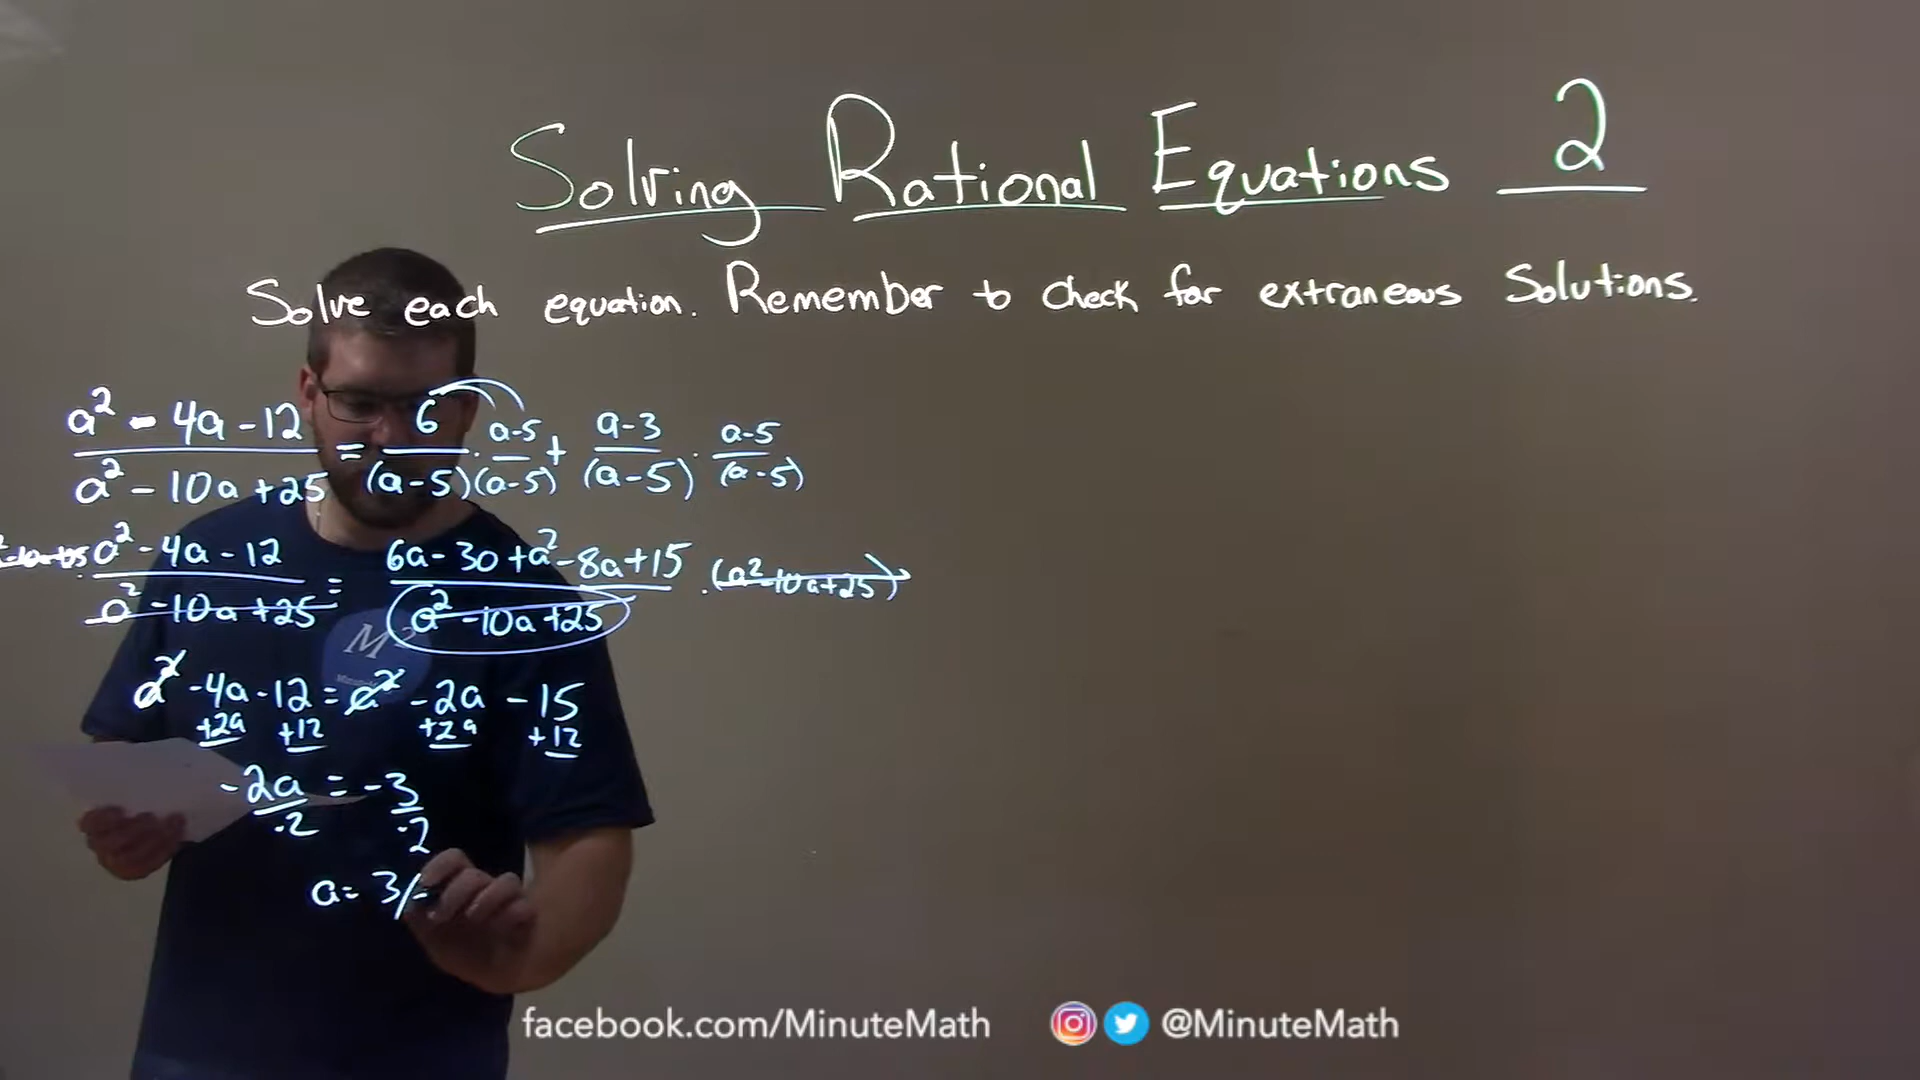 Solving Rational Equations 2
Solve each equation. Remember to check for extraneous solutions.
a² - 4a - 12 / a² - 10a + 25 = 6 / (a-5) · a-5 / (a-5) + a-3 / (a-5) · a-5 / (a-5)
a² - 4a - 12 / a² - 10a + 25 = 6a - 30 + a² - 8a + 15 / a² - 10a + 25 · (a² - 10a + 25)
a² - 4a - 12 = a² - 2a - 15
+2a +12 +2a +12
-2a = -3
-2 -2
a = 3/
facebook.com/MinuteMath @MinuteMath